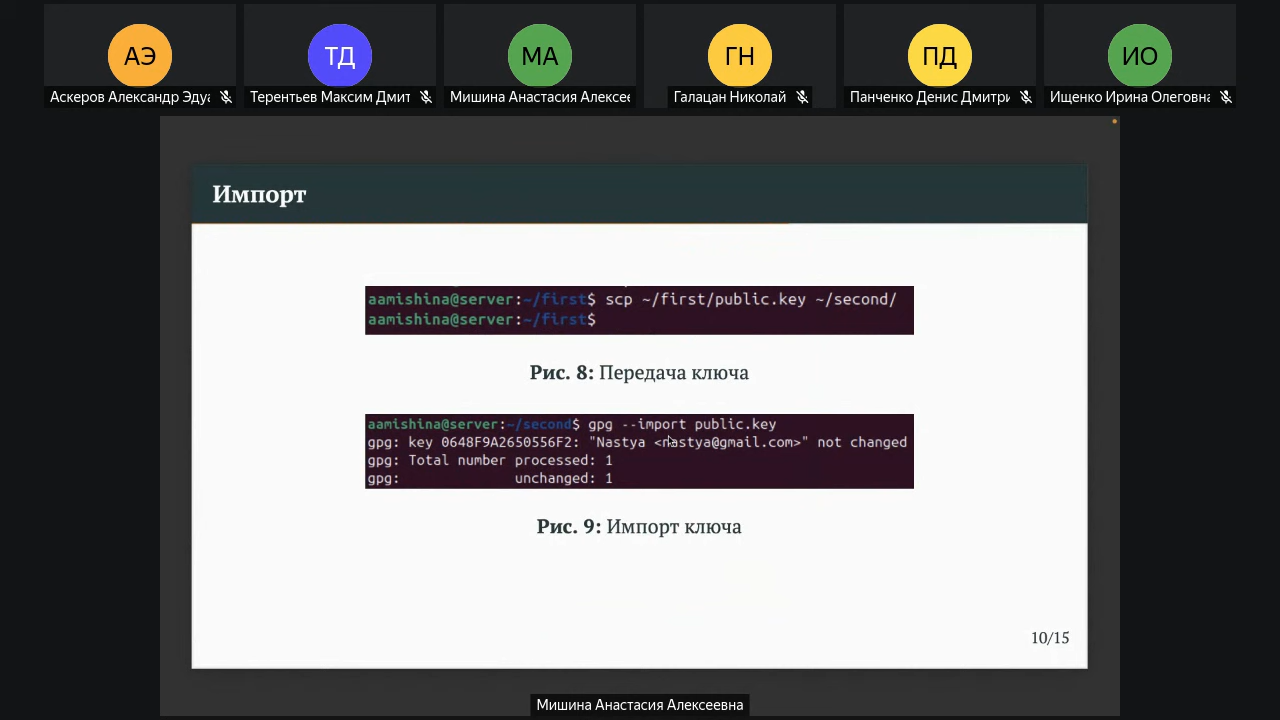 АЭ
ТД
МА
ГН
ПД
ИО
Аскеров Александр Эдуа
Терентьев Максим Дмит
Мишина Анастасия Алексее
Галацан Николай
Панченко Денис Дмитри
Ищенко Ирина Олеговна
Импорт
aamishina@server:~/first$ scp ~/first/public.key ~/second/
aamishina@server:~/first$
Рис. 8: Передача ключа
aamishina@server:~/second$ gpg --import public.key
gpg: key 0648F9A2650556F2: "Nastya <nastya@gmail.com>" not changed
gpg: Total number processed: 1
gpg: unchanged: 1
Рис. 9: Импорт ключа
10/15
Мишина Анастасия Алексеевна